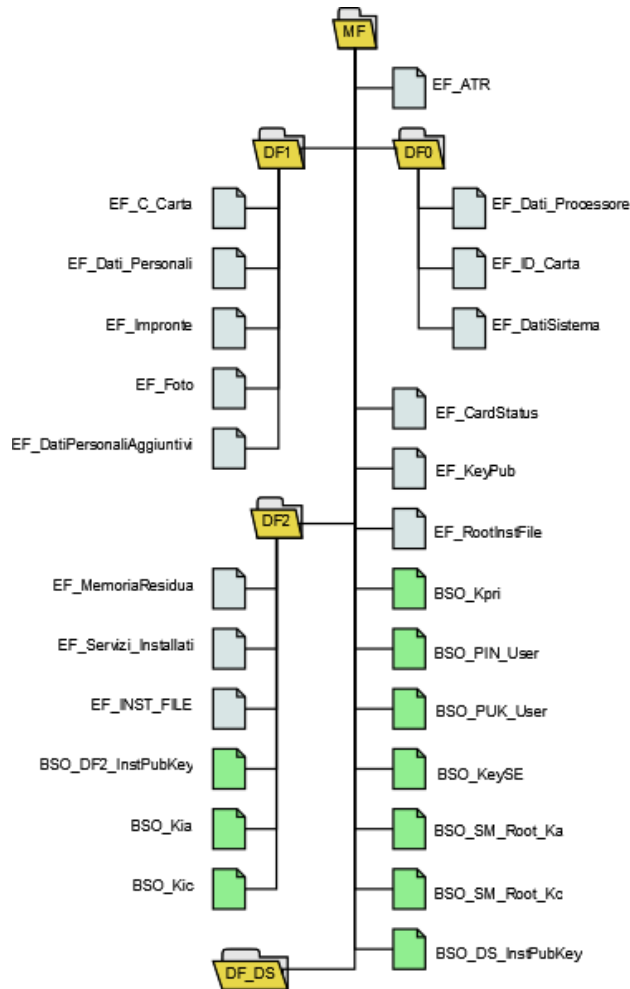 MF
EF_ATR
DF1
DF0
EF_C_Carta
EF_Dati_Processore
EF_Dati_Personali
EF_ID_Carta
EF_Impronte
EF_DatiSistema
EF_Foto
EF_CardStatus
EF_DatiPersonaliAggiuntivi
EF_KeyPub
DF2
EF_RootInstFile
EF_MemoriaResidua
BSO_Kpri
EF_Servizi_Installati
BSO_PIN_User
EF_INST_FILE
BSO_PUK_User
BSO_DF2_InstPubKey
BSO_KeySE
BSO_Kia
BSO_SM_Root_Ka
BSO_Kic
BSO_SM_Root_Kc
BSO_DS_InstPubKey
DF_DS